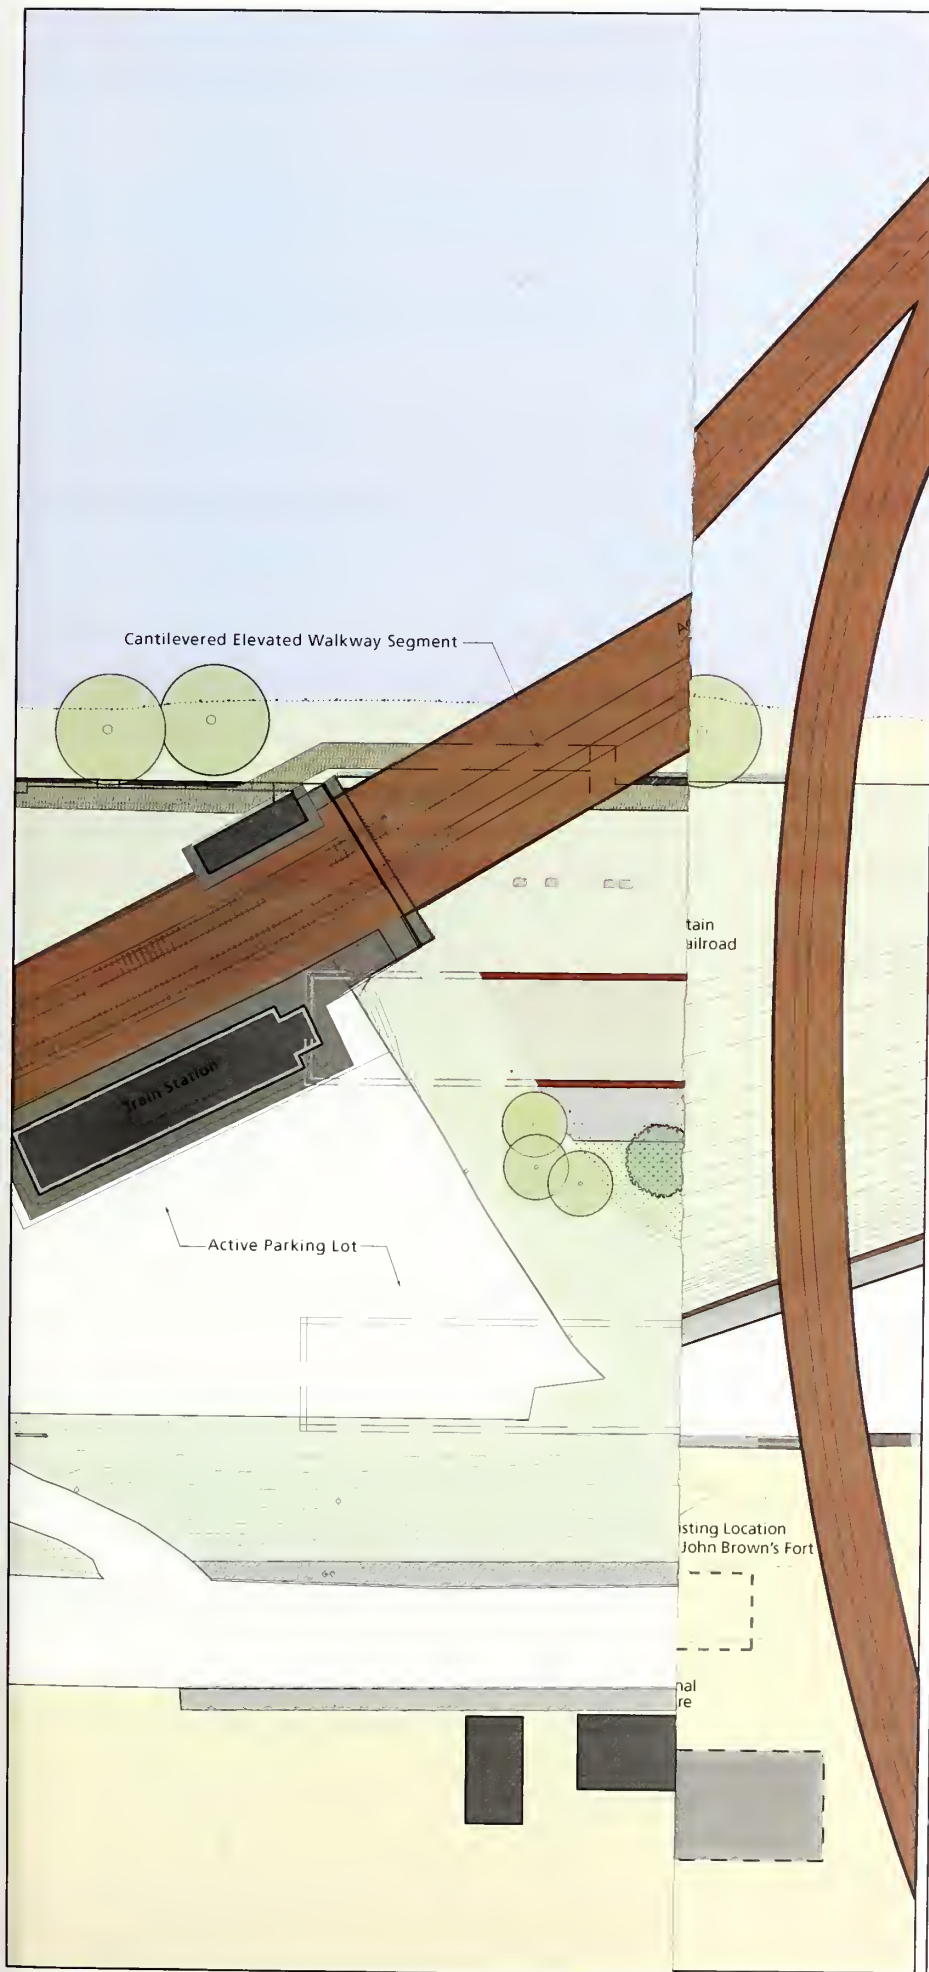 Cantilevered Elevated Walkway Segment
tain
ailroad
Train Station
Active Parking Lot
isting Location
John Brown's Fort
nal
re